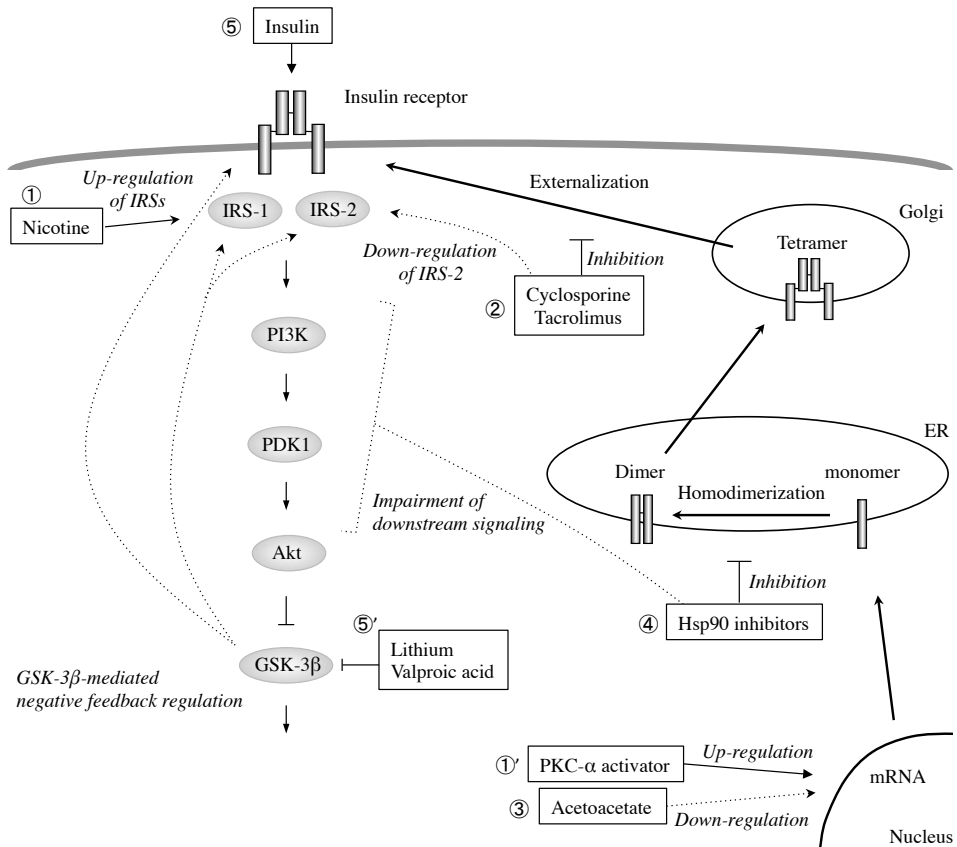 ⑤
Insulin
Insulin receptor
Up-regulation
of IRSs
①
Nicotine
IRS-1
IRS-2
Externalization
Golgi
Tetramer
Down-regulation
of IRS-2
Inhibition
②
Cyclosporine
Tacrolimus
PI3K
PDK1
ER
Dimer
monomer
Homodimerization
Impairment of
downstream signaling
Akt
Inhibition
④
Hsp90 inhibitors
⑤'
Lithium
Valproic acid
GSK-3β
GSK-3β-mediated
negative feedback regulation
①'
PKC-α activator
Up-regulation
③
Acetoacetate
Down-regulation
mRNA
Nucleus